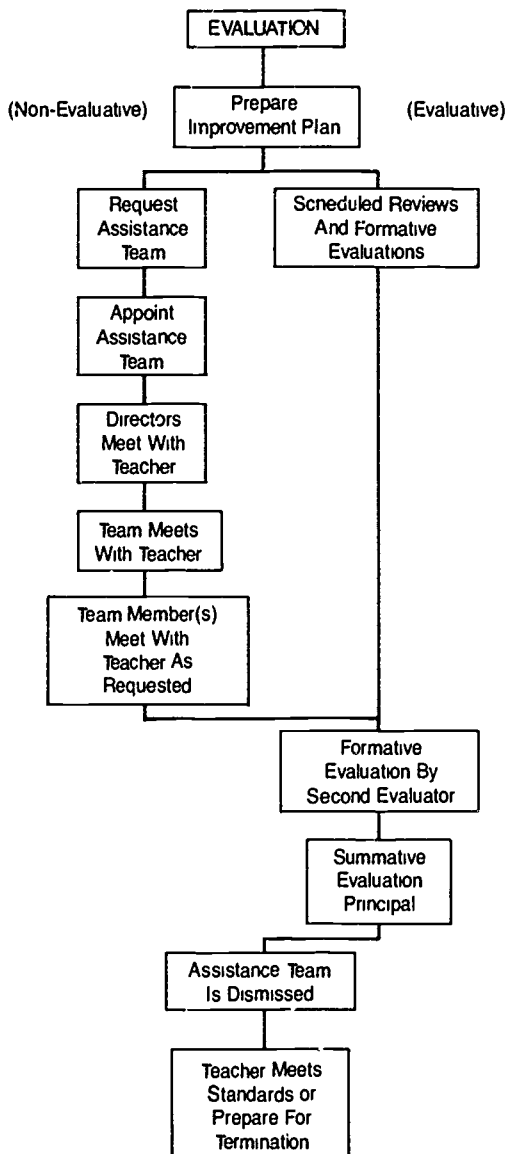 EVALUATION
(Non-Evaluative)
Prepare
Improvement Plan
(Evaluative)
Request
Assistance
Team
Scneduled Reviews
And Formative
Evaluations
Appoint
Assistance
Team
Directors
Meet With
Teacher
Team Meets
With Teacher
Team Member(s)
Meet With
Teacher As
Requested
Formative
Evaluation By
Second Evaluator
Summative
Evaluation
Principal
Assistance Team
Is Dismissed
Teacher Meets
Standards or
Prepare For
Termination